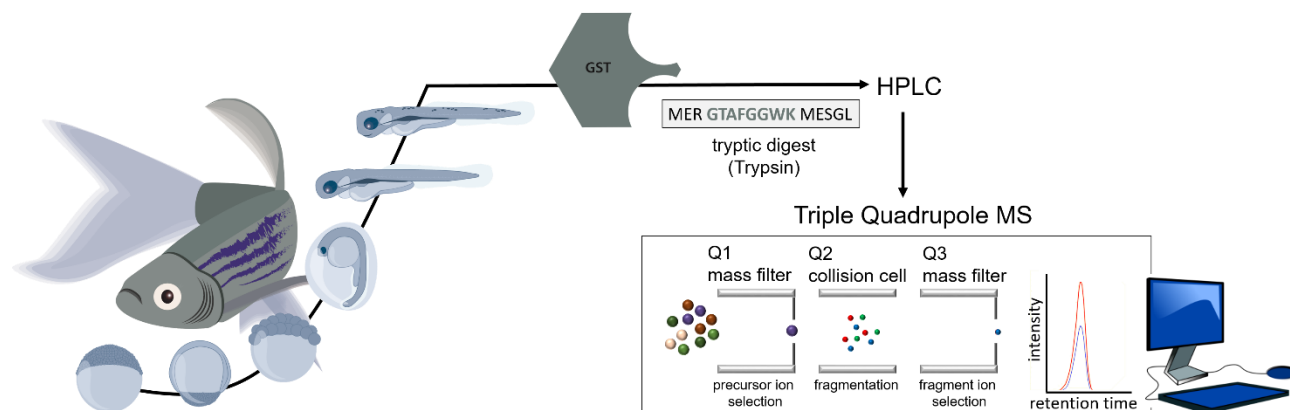 GST
HPLC
MER GTAFGGWK MESGL
tryptic digest
(Trypsin)
Triple Quadrupole MS
Q1
mass filter
Q2
collision cell
Q3
mass filter
precursor ion
selection
fragmentation
fragment ion
selection
intensity
retention time